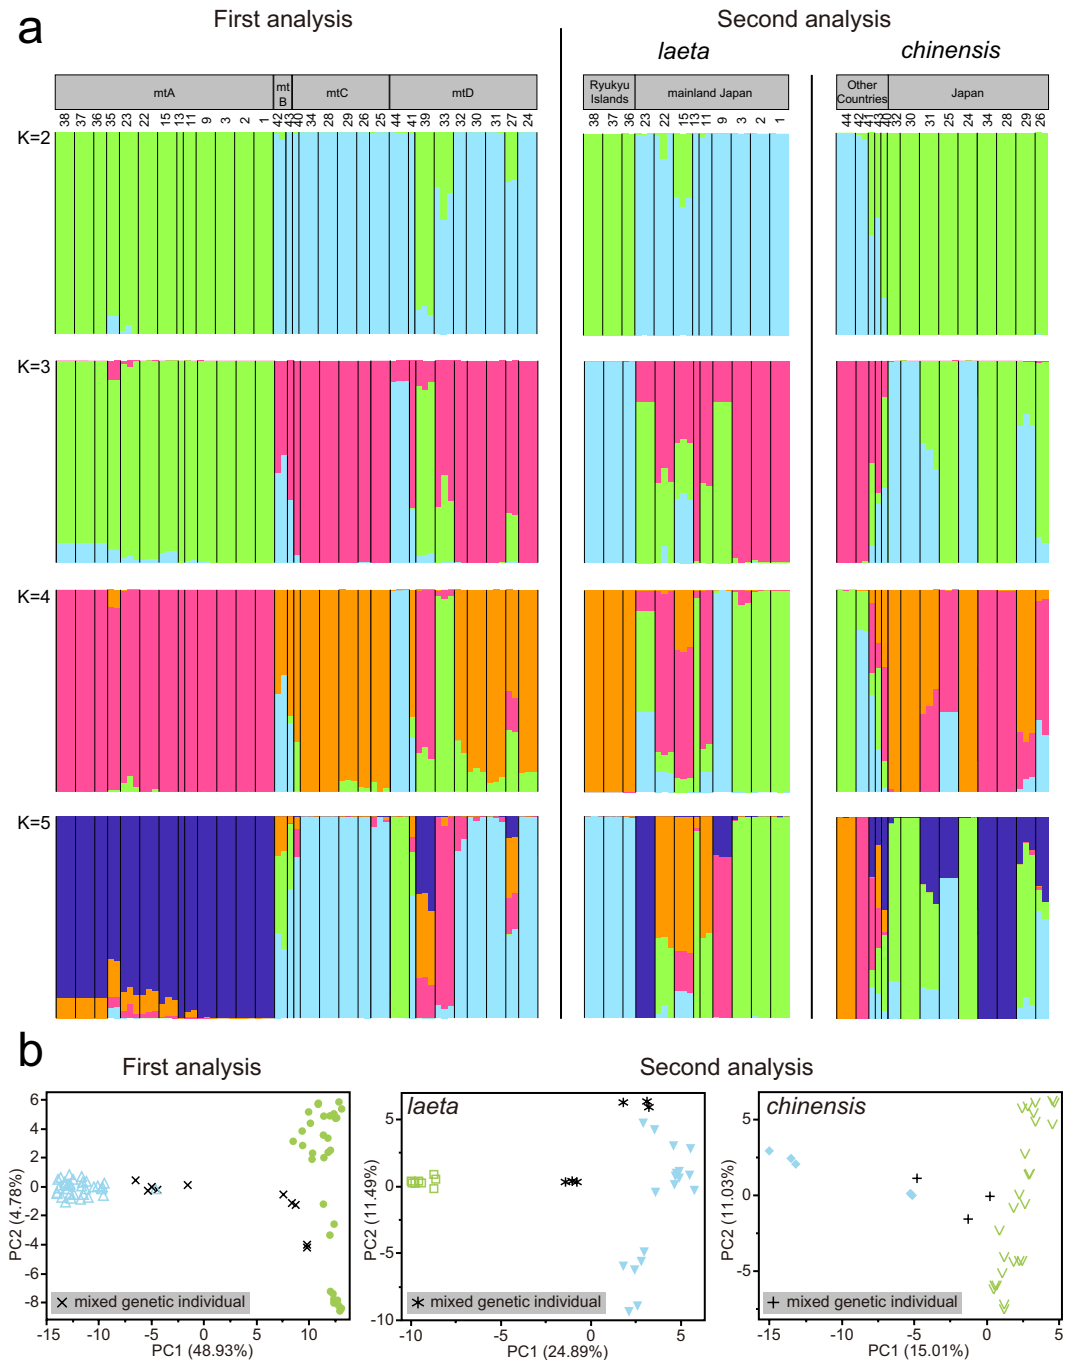 a
First analysis
Second analysis
laeta
chinensis
mtA
mt
B
mtC
mtD
Ryukyu
Islands
mainland Japan
Other
Countries
Japan
38 37 36 35 23 22 15 13 11 9 3 2 1 42 43 40 34 28 29 26 25 44 41 39 33 32 30 31 27 24
38 37 36 23 22 15 13 11 9 3 2 1
44 42 41 43 40 32 30 31 25 24 34 28 29 26
K=2
K=3
K=4
K=5
b
First analysis
Second analysis
6
4
2
0
-2
-4
-6
-8
PC2 (4.78%)
× mixed genetic individual
-15 -10 -5 0 5 10
PC1 (48.93%)
laeta
5
0
-5
-10
PC2 (11.49%)
mixed genetic individual
-10 -5 0 5
PC1 (24.89%)
chinensis
5
0
-5
PC2 (11.03%)
+ mixed genetic individual
-15 -10 -5 0 5
PC1 (15.01%)